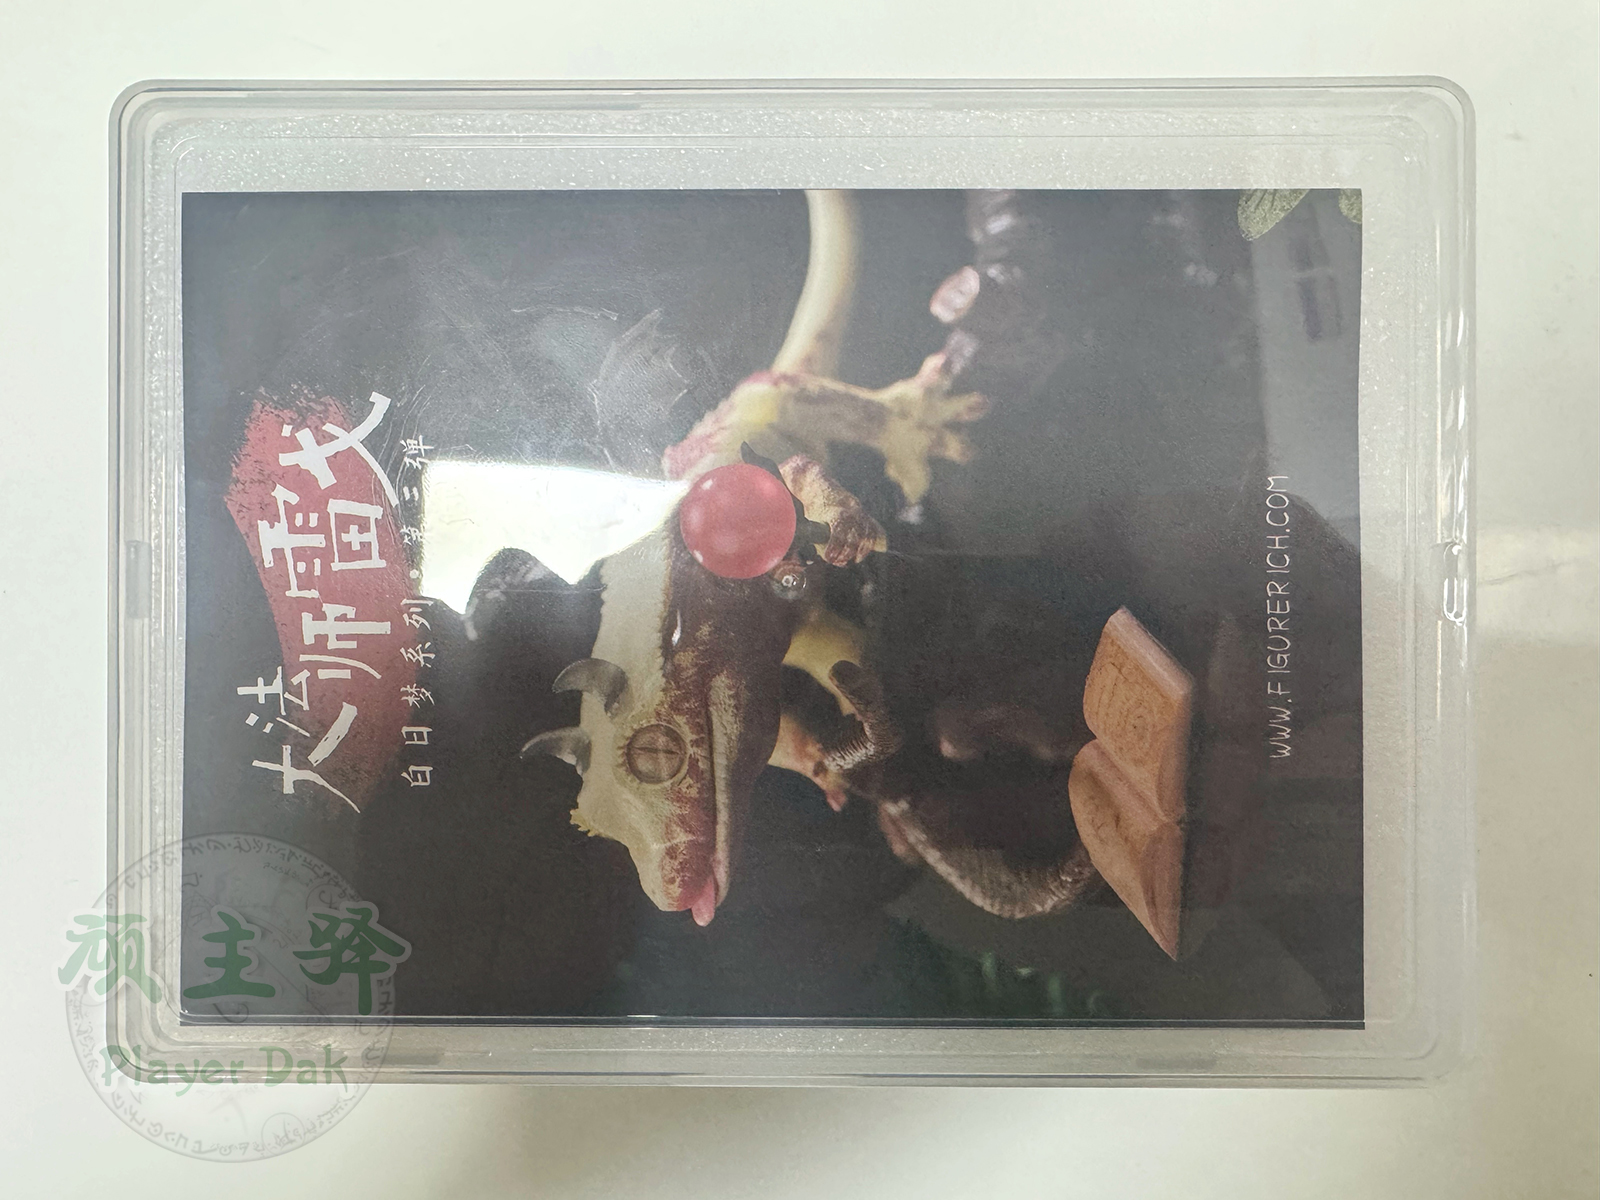 大法师雷戈
白日梦系列·第三弹
WWW.FIGURERICH.COM
顽主驿
Player Dak